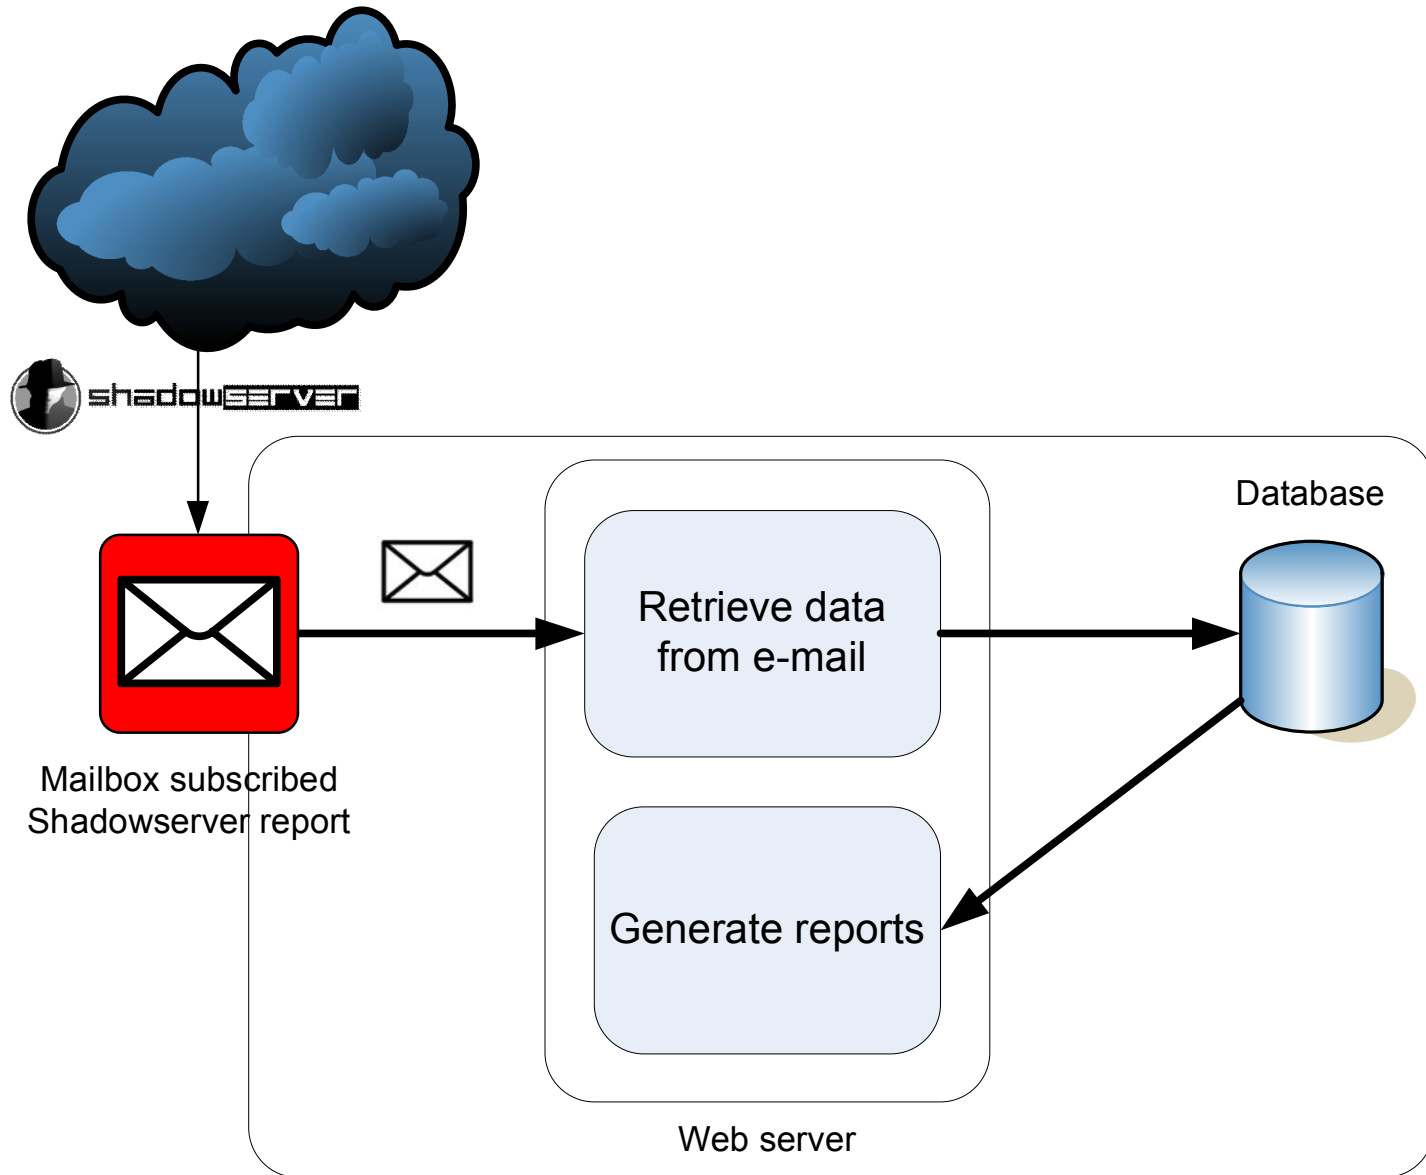 shadowserver
Database
Retrieve data
from e-mail
Mailbox subscribed
Shadowserver report
Generate reports
Web server